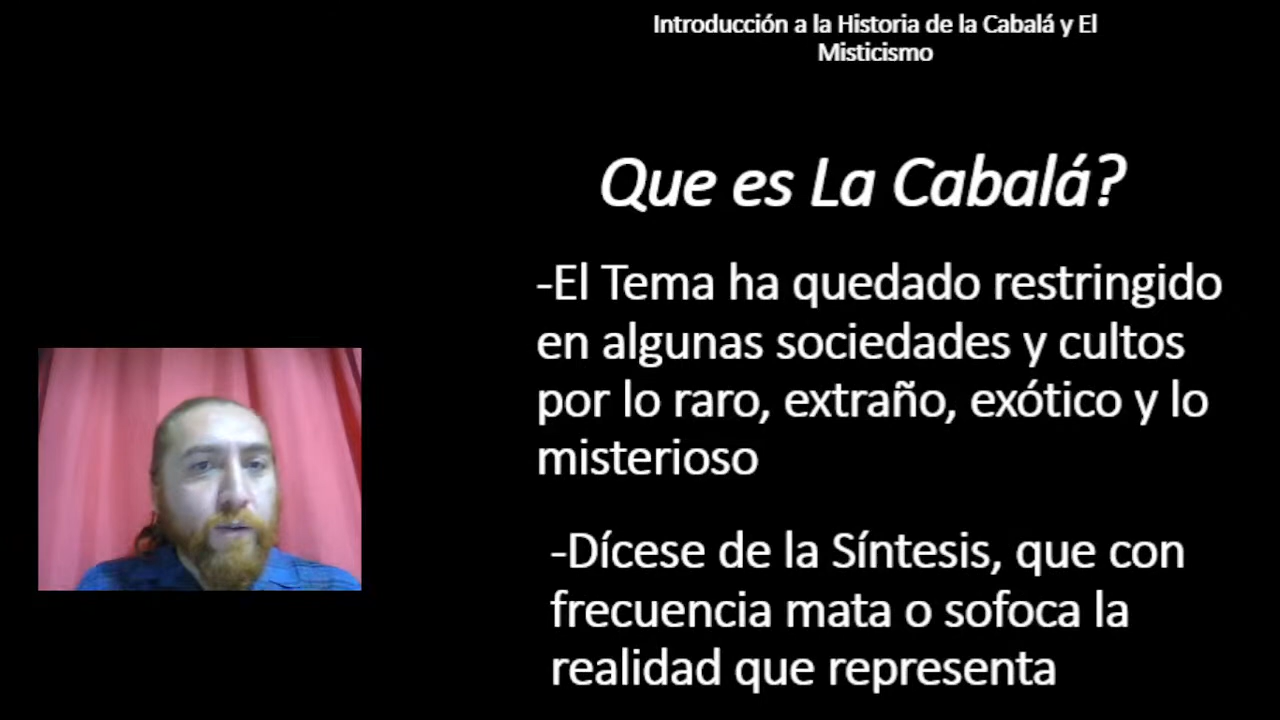 Introducción a la Historia de la Cabalá y El
Misticismo
Que es La Cabalá?
-El Tema ha quedado restringido
en algunas sociedades y cultos
por lo raro, extraño, exótico y lo
misterioso
-Dícese de la Síntesis, que con
frecuencia mata o sofoca la
realidad que representa